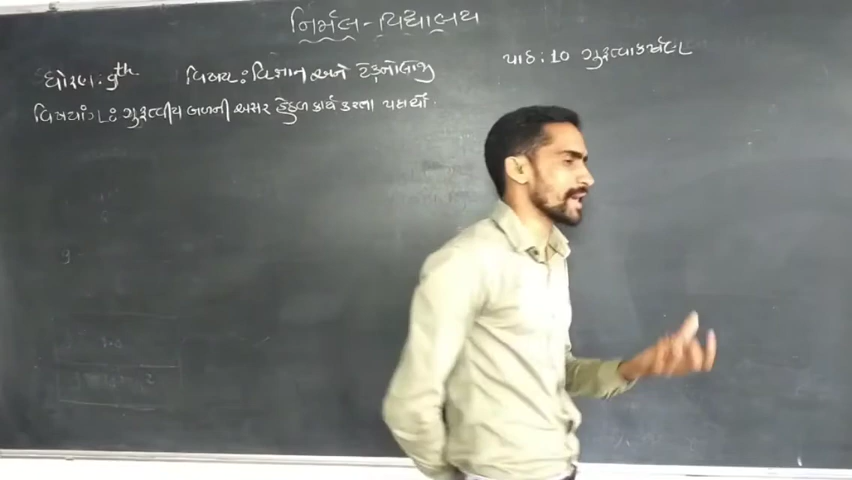 નિર્મલ - વિદ્યાલય
ધોરણ : 9th વિષય : વિજ્ઞાન અને ટેકનોલોજી પાઠ : 10 ગુરુત્વાકર્ષણ
વિષયાંગ : ગુરુત્વીય બળની અસર હેઠળ કાર્ય કરતા પદાર્થો.